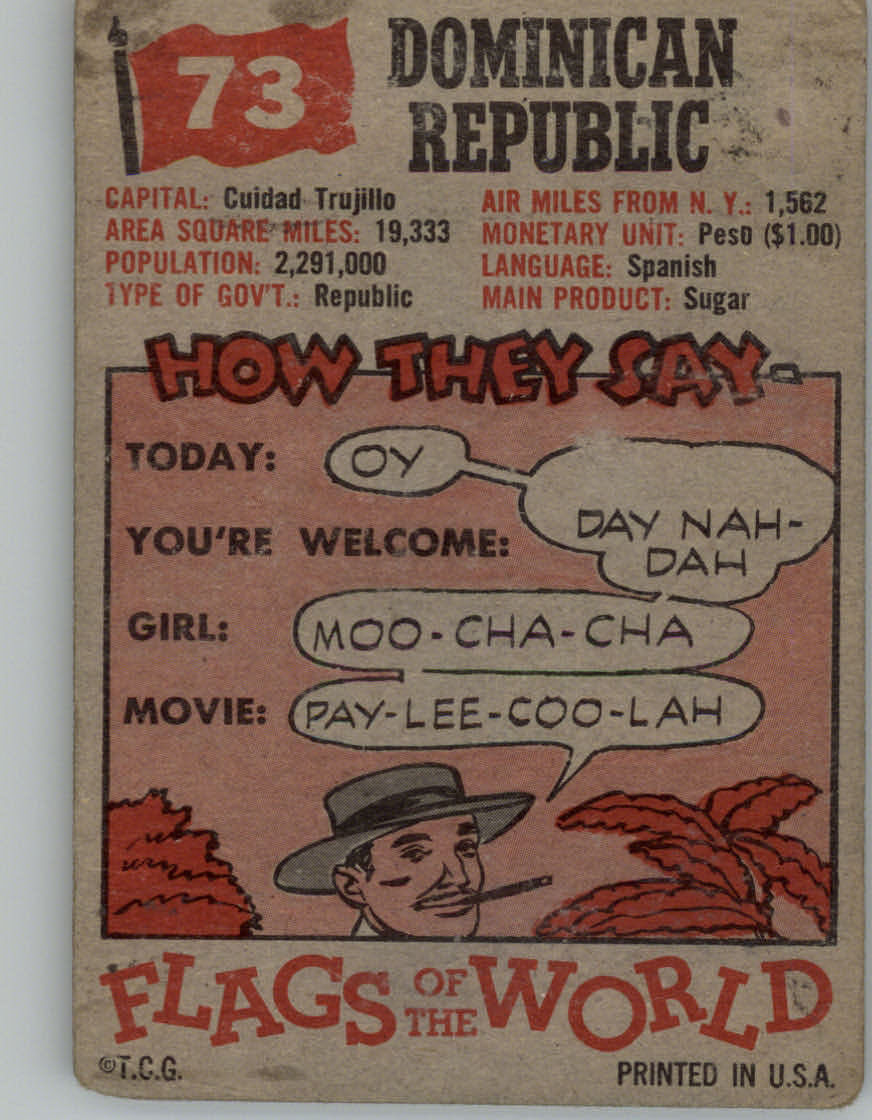 73
DOMINICAN
REPUBLIC
CAPITAL: Cuidad Trujillo
AREA SQUARE MILES: 19,333
POPULATION: 2,291,000
TYPE OF GOV'T.: Republic
AIR MILES FROM N. Y.: 1,562
MONETARY UNIT: Peso ($1.00)
LANGUAGE: Spanish
MAIN PRODUCT: Sugar
HOW THEY SAY-
TODAY: OY
YOU'RE WELCOME: DAY NAH-
DAH
GIRL: MOO-CHA-CHA
MOVIE: PAY-LEE-COO-LAH
FLAGS OF THE WORLD
©T.C.G.
PRINTED IN U.S.A.